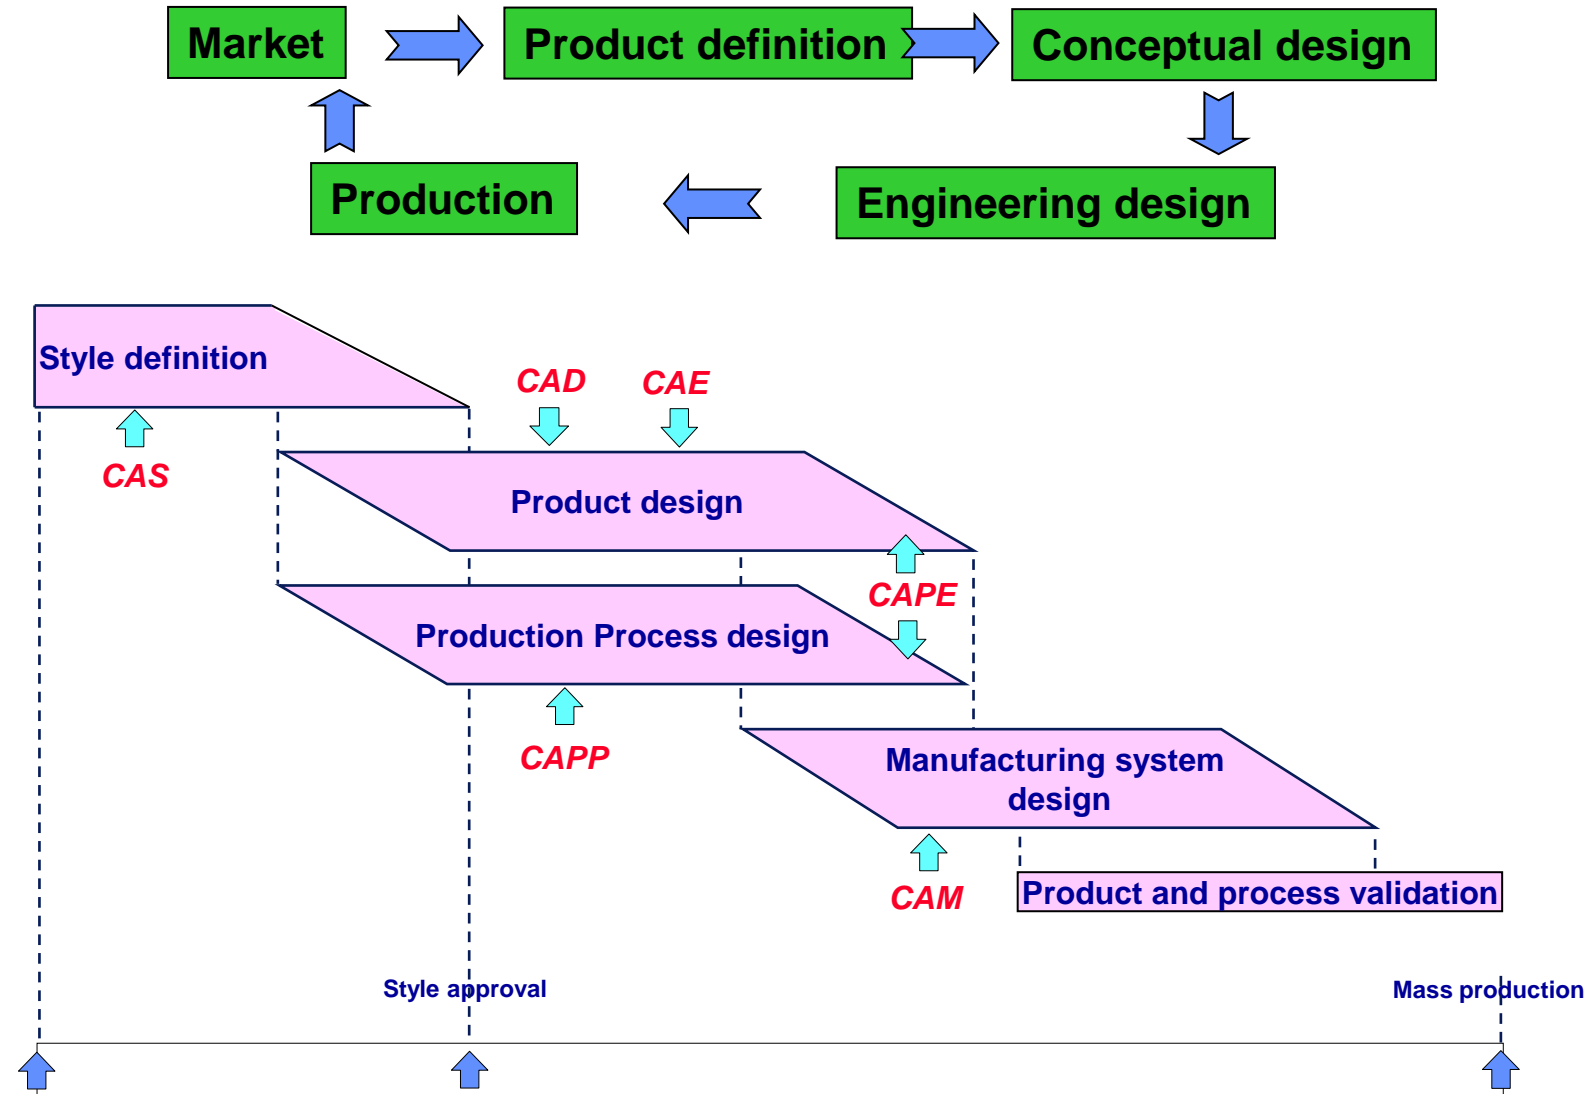 Market
Product definition
Conceptual design
Production
Engineering design
Style definition
CAD
CAE
CAS
Product design
CAPE
Production Process design
CAPP
Manufacturing system
design
CAM
Product and process validation
Style approval
Mass production